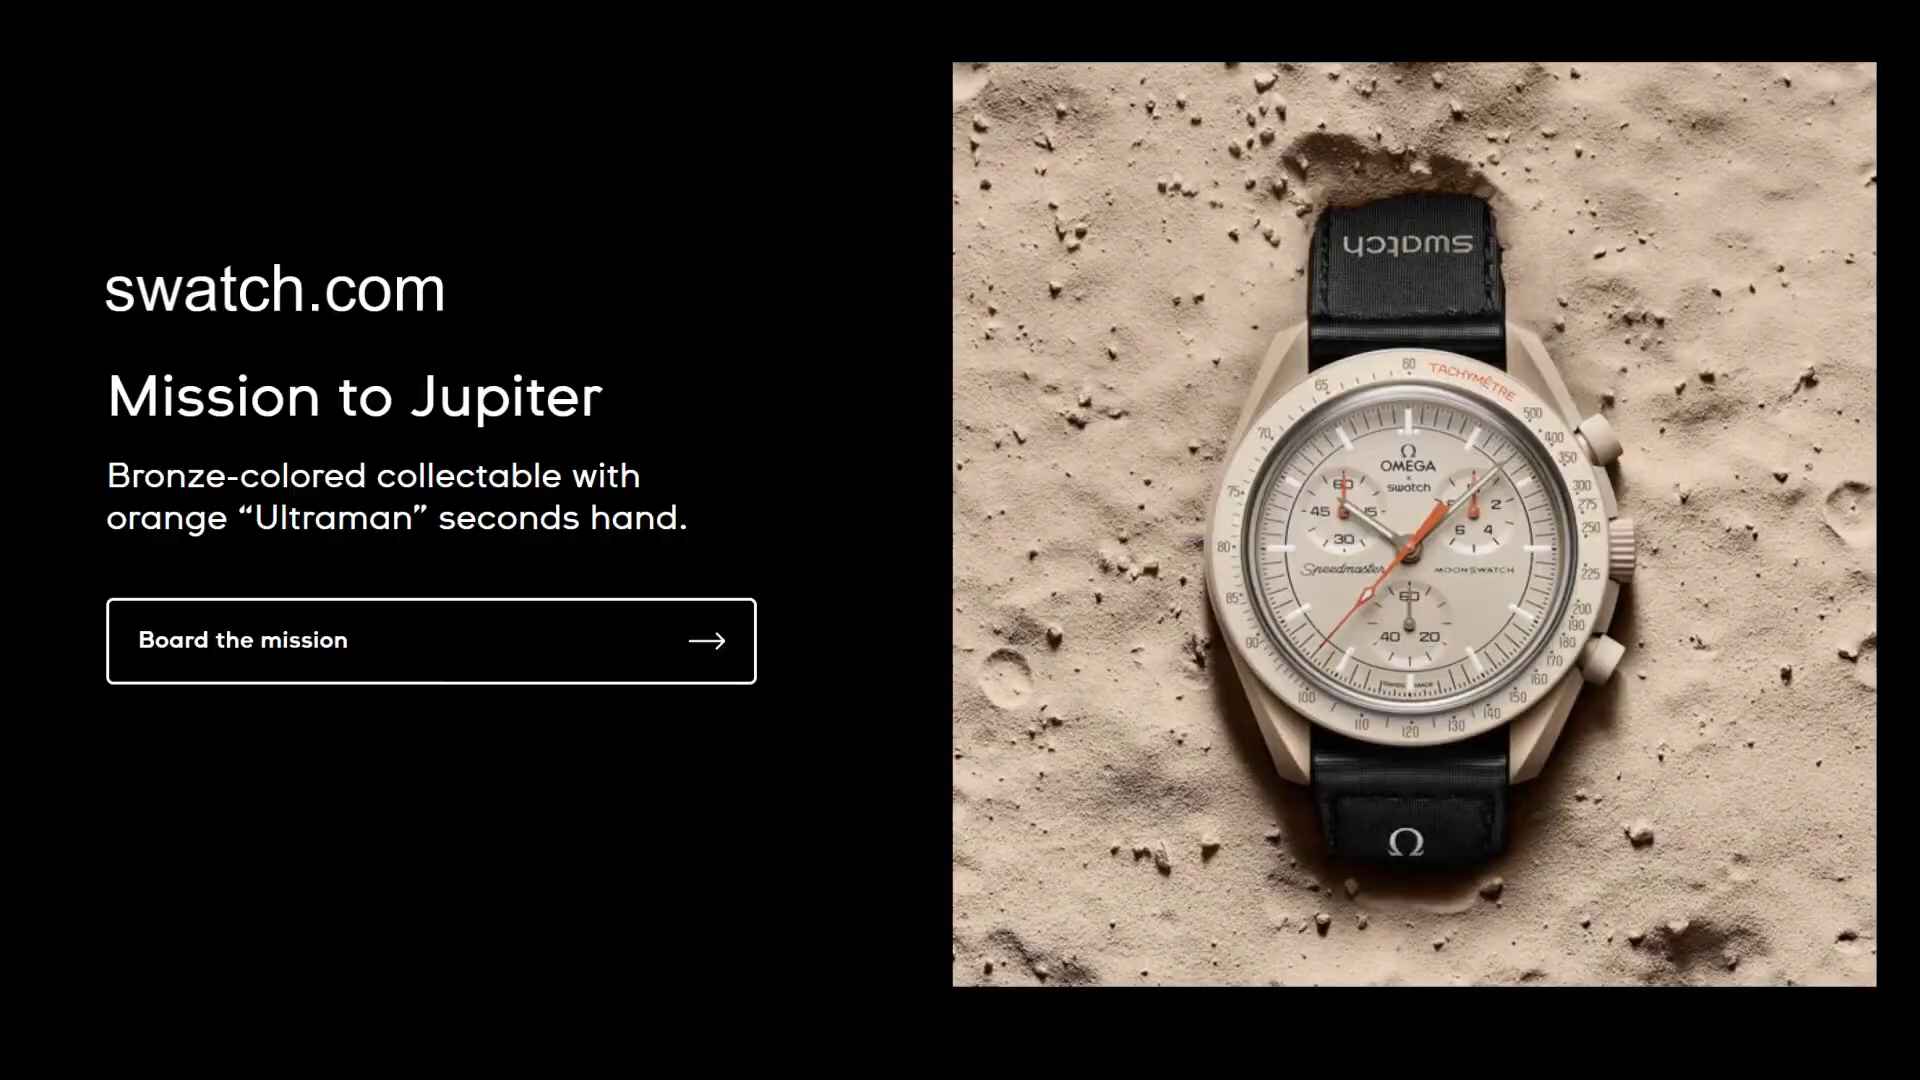 swatch.com
Mission to Jupiter
Bronze-colored collectable with
orange “Ultraman” seconds hand.
Board the mission
swatch
60 TACHYMÈTRE
500
400
350
300
275
250
225
200
190
180
170
160
150
140
130
120
110
100
90
85
80
75
70
65
Ω
OMEGA
×
swatch
60
45 15
30
2
4
6
Speedmaster MOONSWATCH
60
40 20
SWISS MADE
Ω